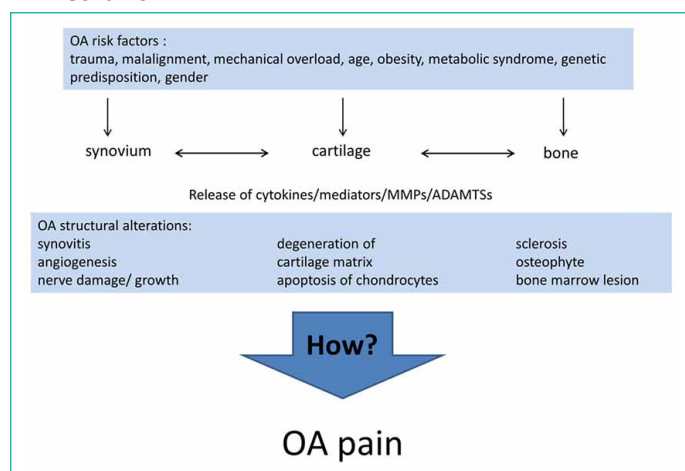 OA risk factors :
trauma, malalignment, mechanical overload, age, obesity, metabolic syndrome, genetic
predisposition, gender
synovium cartilage bone
Release of cytokines/mediators/MMPs/ADAMTSs
OA structural alterations:
synovitis degeneration of sclerosis
angiogenesis cartilage matrix osteophyte
nerve damage/ growth apoptosis of chondrocytes bone marrow lesion
How?
OA pain